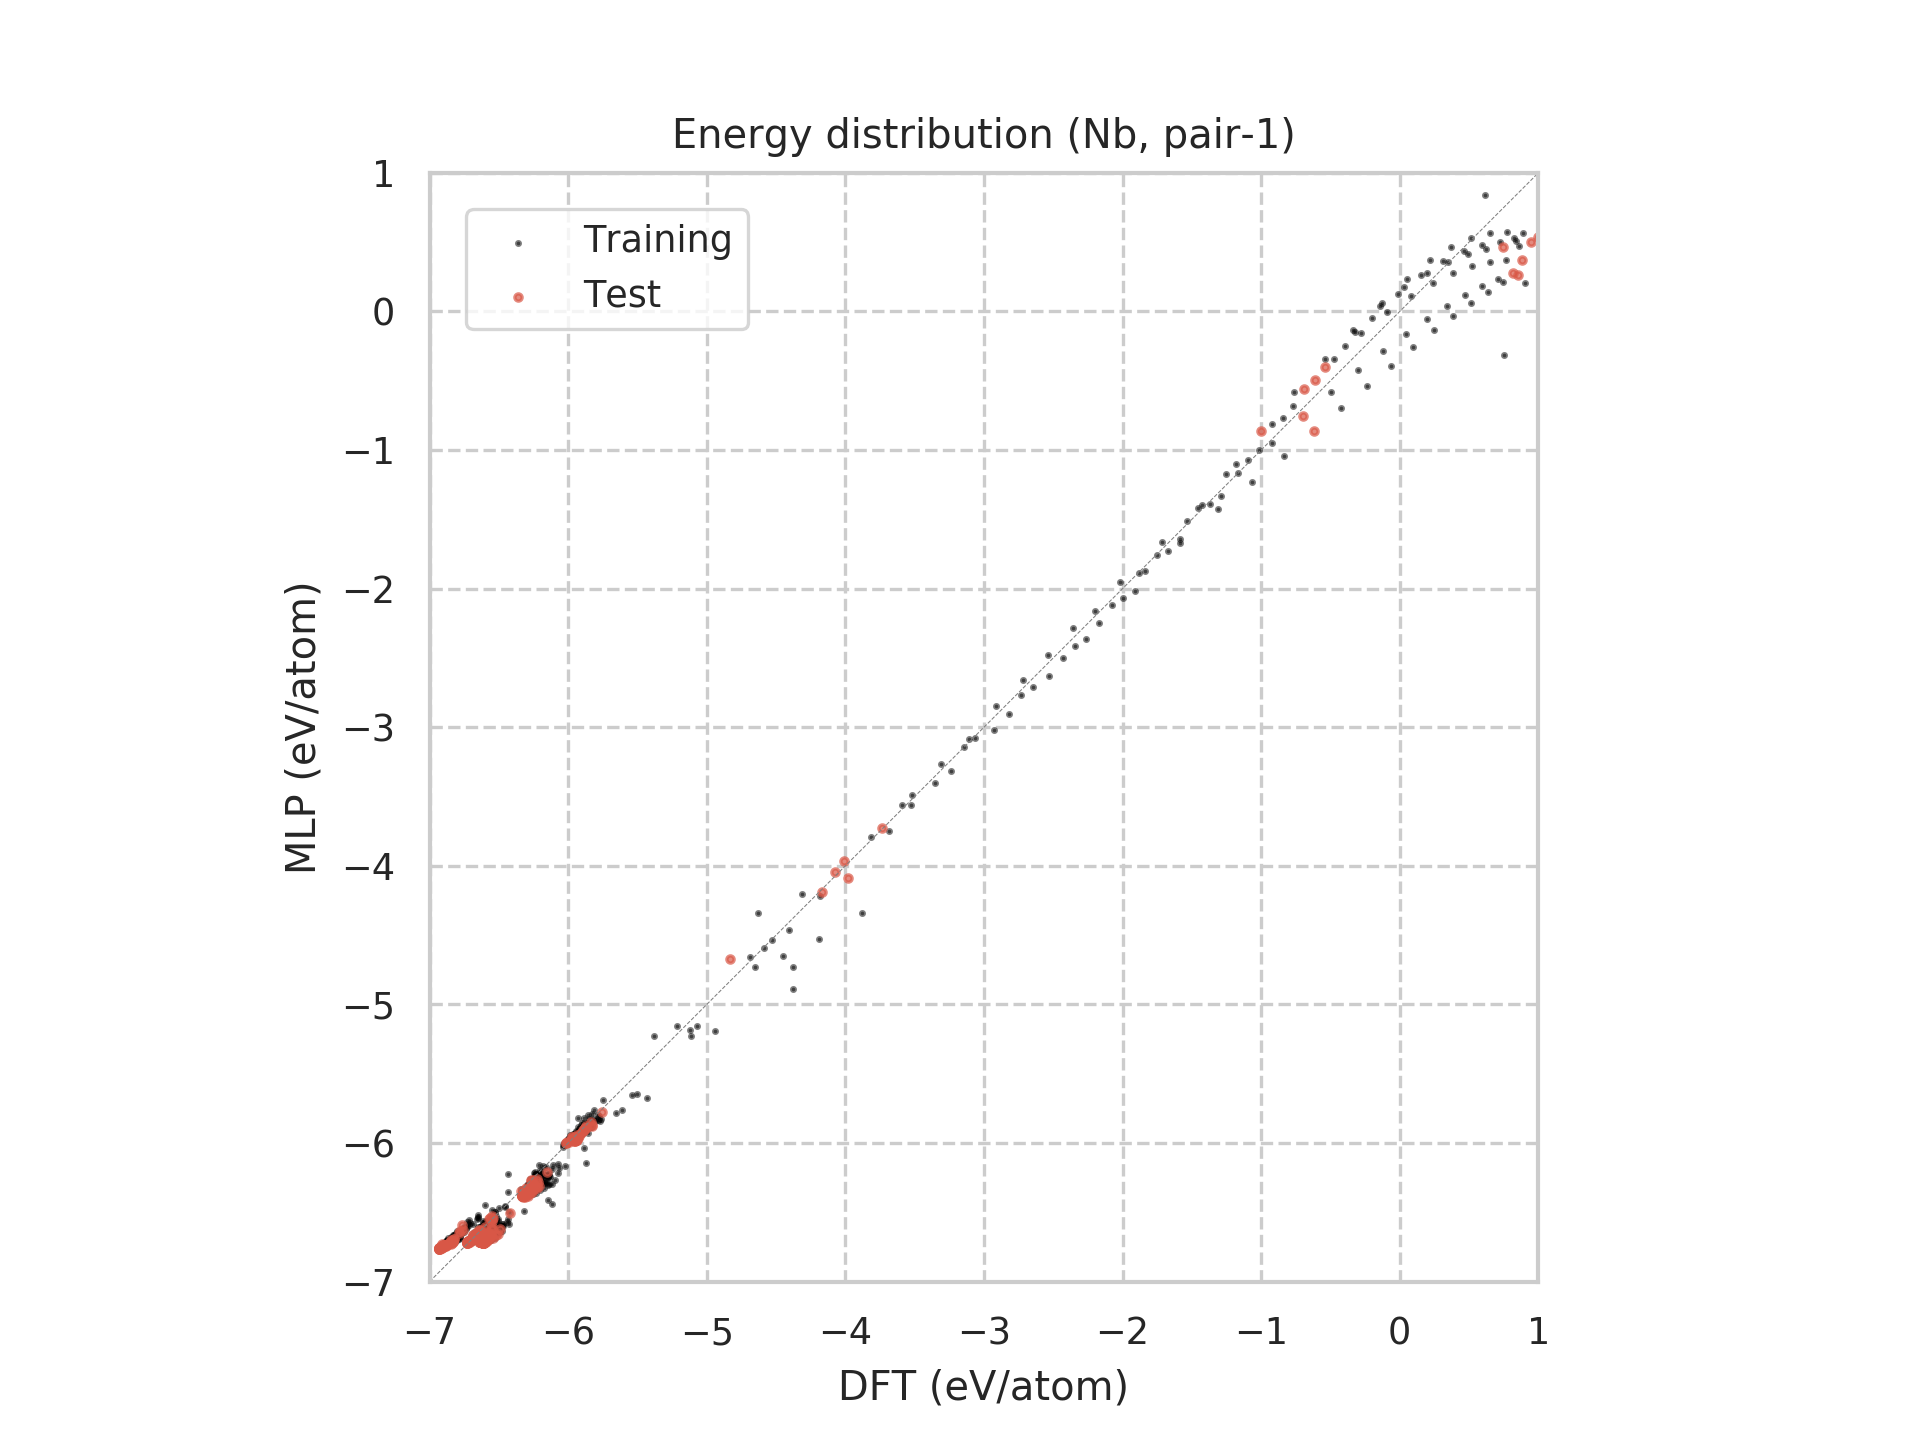 Energy distribution (Nb, pair-1)
Training
Test
1
0
−1
−2
−3
−4
−5
−6
−7
MLP (eV/atom)
−7 −6 −5 −4 −3 −2 −1 0 1
DFT (eV/atom)